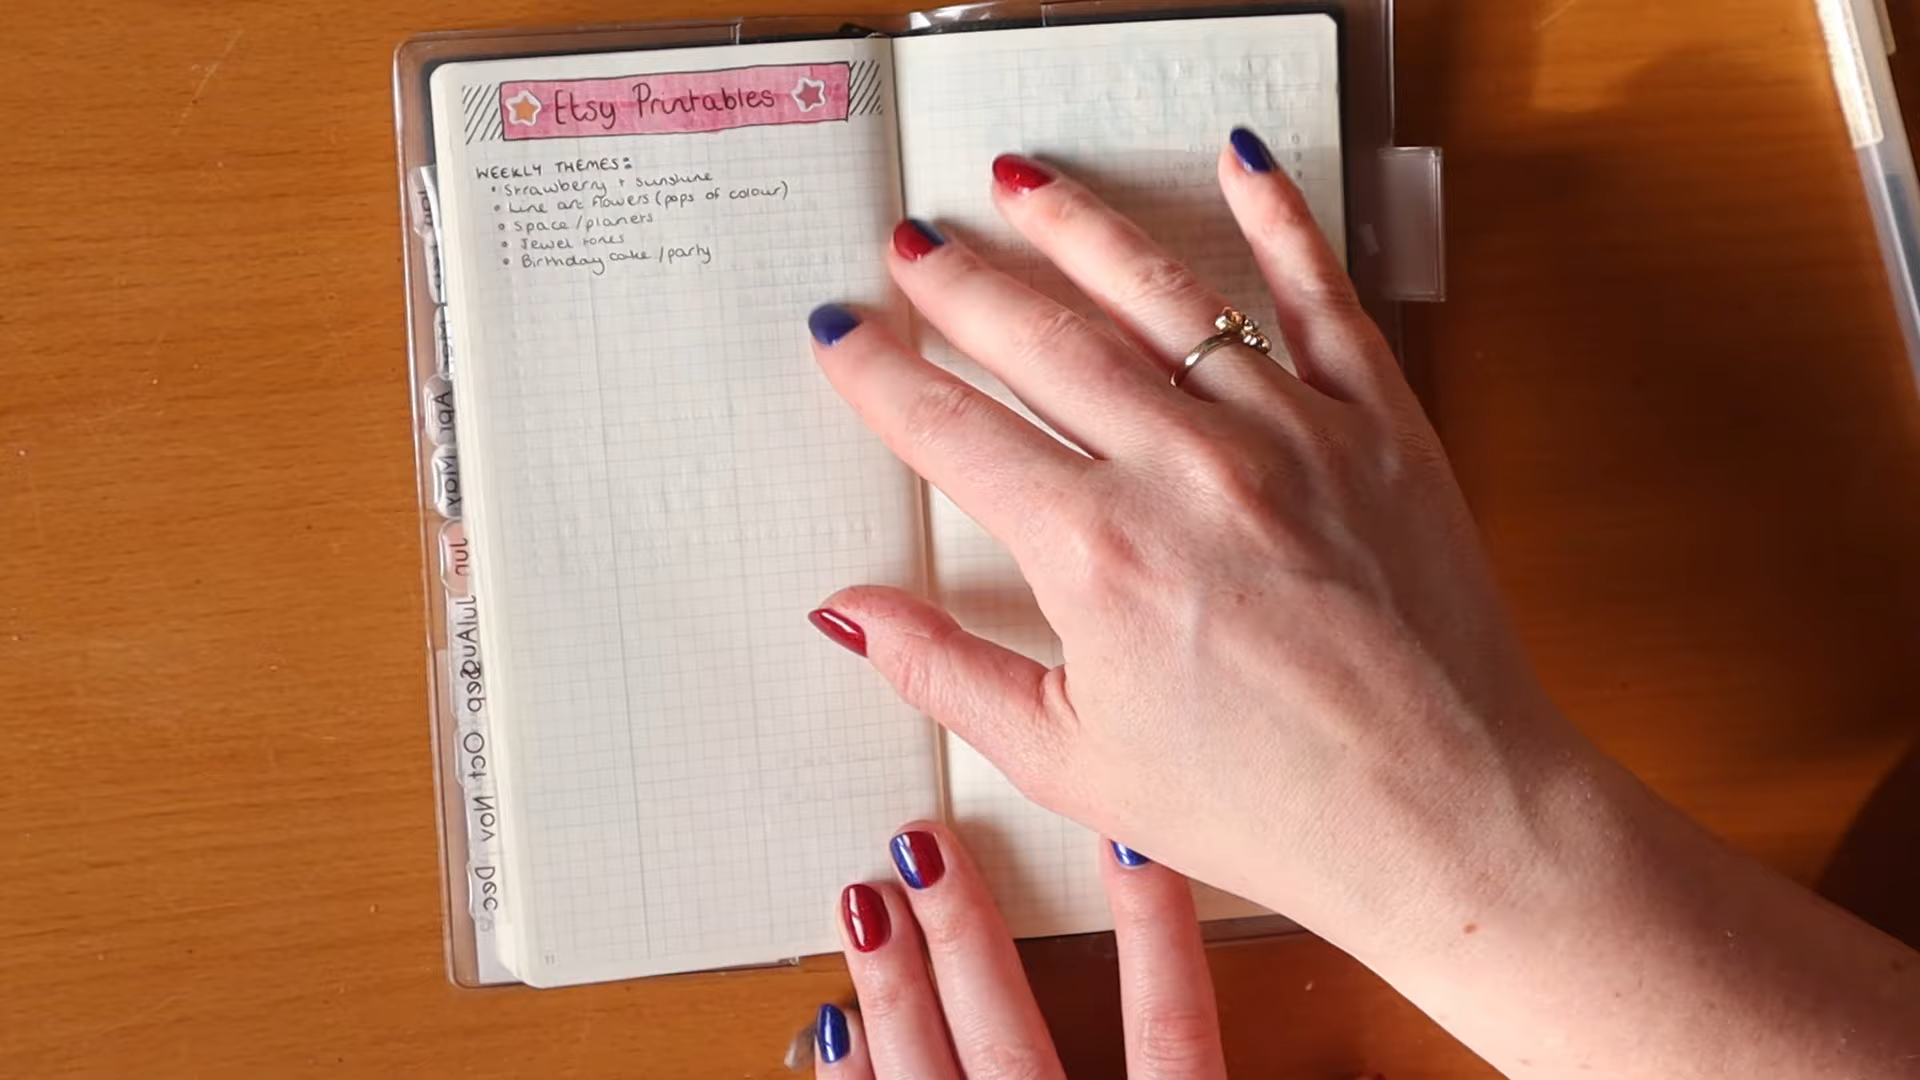 Etsy Printables
WEEKLY THEMES:
• Strawberry + sunshine
• Line art flowers (pops of colour)
• Space / planets
• Jewel tones
• Birthday cake / party
Apr
May
Jun
Jul
Aug
Sep
Oct
Nov
Dec
11